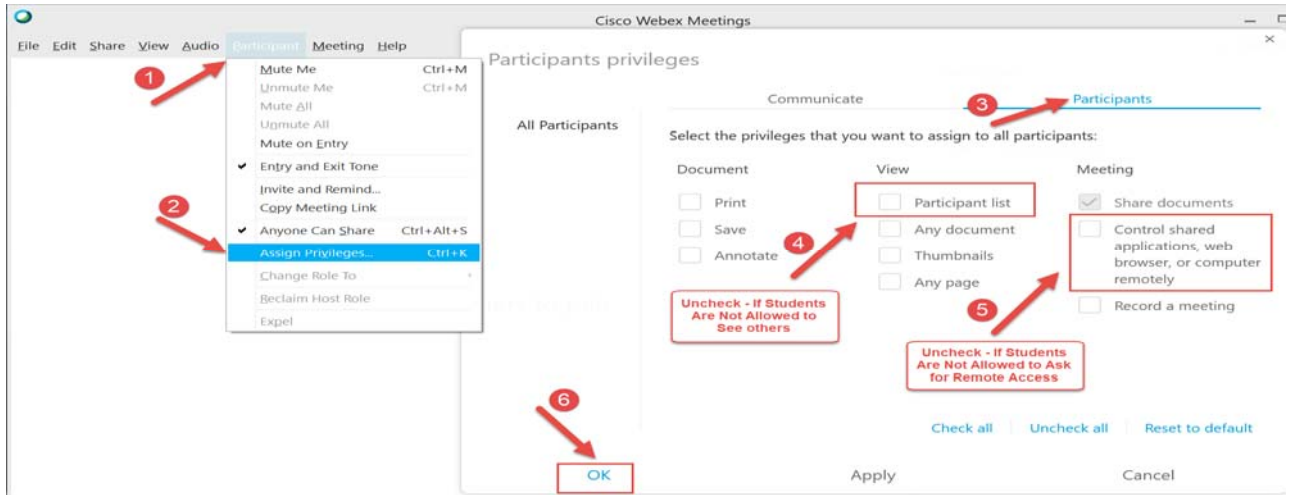 Cisco Webex Meetings
File Edit Share View Audio Participant Meeting Help
1
Mute Me Ctrl+M
Unmute Me Ctrl+M
Mute All
Unmute All
Mute on Entry
Entry and Exit Tone
Invite and Remind...
Copy Meeting Link
2
Anyone Can Share Ctrl+Alt+S
Assign Privileges... Ctrl+K
Change Role To
Reclaim Host Role
Expel
Participants privileges
Communicate
3
Participants
All Participants
Select the privileges that you want to assign to all participants:
Document
Print
Save
Annotate
View
Participant list
Any document
Thumbnails
Any page
Meeting
Share documents
Control shared
applications, web
browser, or computer
remotely
Record a meeting
4
Uncheck - If Students
Are Not Allowed to
See others
5
Uncheck - If Students
Are Not Allowed to Ask
for Remote Access
Check all Uncheck all Reset to default
6
OK Apply Cancel